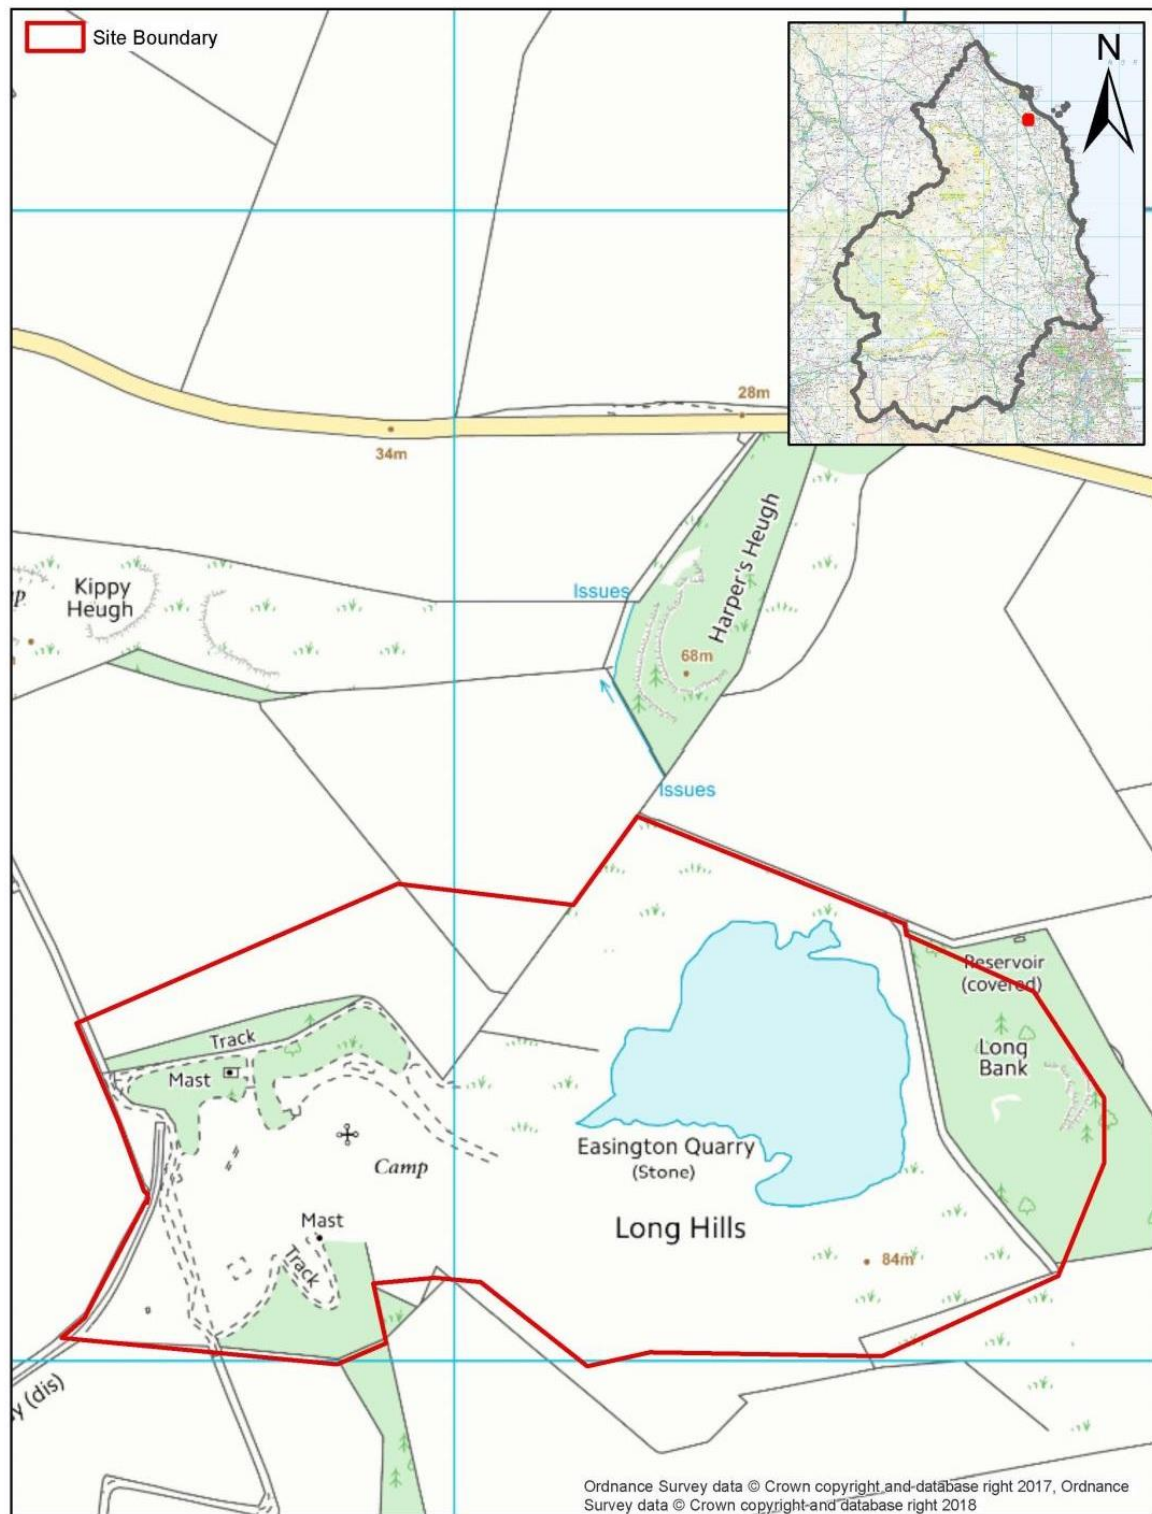 Site Boundary
N
28m
34m
Harper's Heugh
Kippy
Heugh
Issues
68m
Issues
Reservoir
(covered)
Track
Long
Bank
Mast
Easington Quarry
(Stone)
Camp
Mast
Long Hills
Track
84m
y (dis)
Ordnance Survey data © Crown copyright and database right 2017, Ordnance
Survey data © Crown copyright and database right 2018